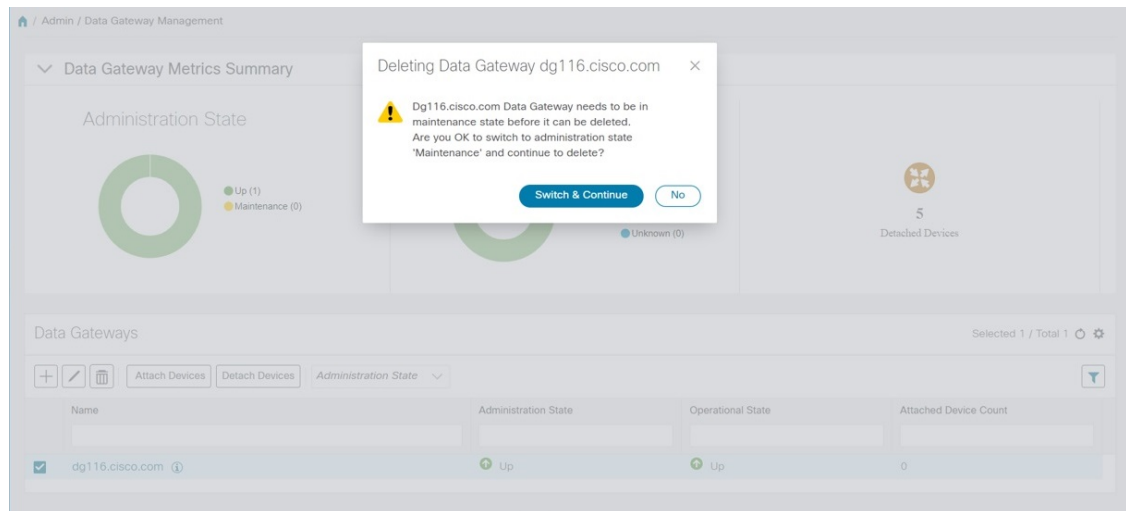 / Admin / Data Gateway Management
Data Gateway Metrics Summary
Deleting Data Gateway dg116.cisco.com
Dg116.cisco.com Data Gateway needs to be in
maintenance state before it can be deleted.
Are you OK to switch to administration state
'Maintenance' and continue to delete?
Switch & Continue No
Administration State
Up (1)
Maintenance (0)
Unknown (0)
5
Detached Devices
Data Gateways
Selected 1 / Total 1
Attach Devices Detach Devices Administration State
Name Administration State Operational State Attached Device Count
dg116.cisco.com Up Up 0